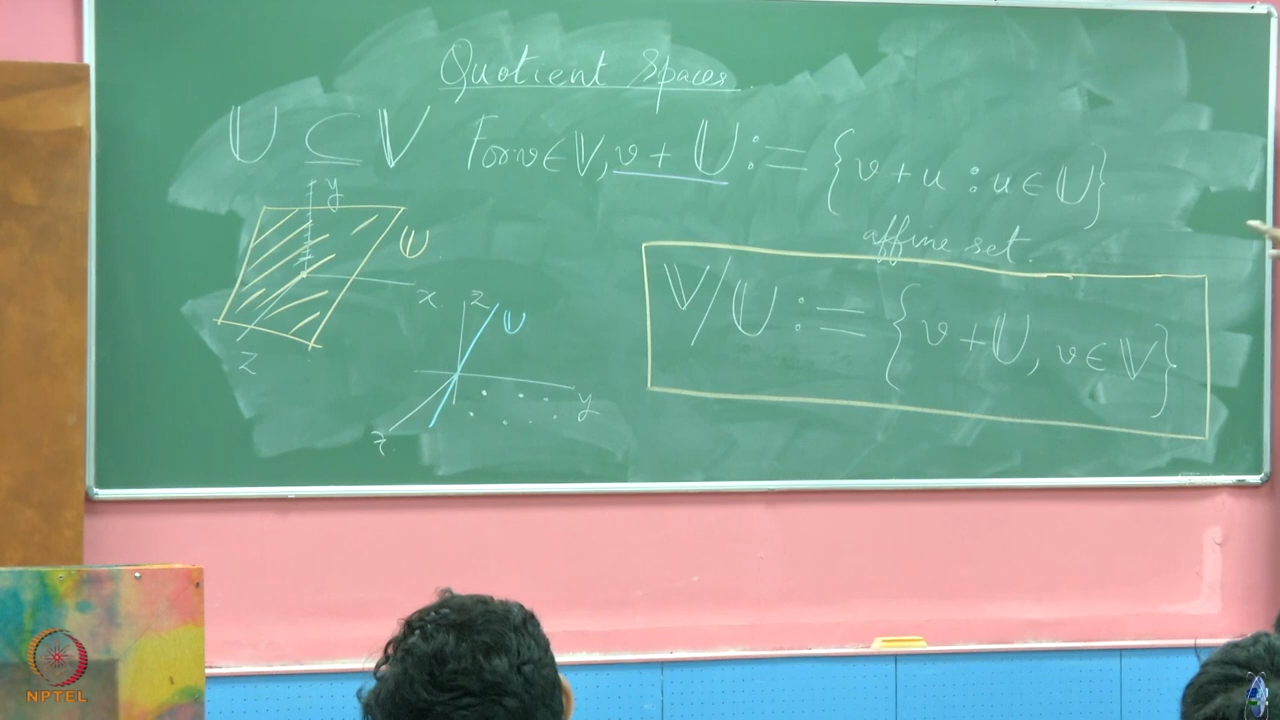 Quotient Spaces
𝕌 ⊆ 𝕍 For v ∈ 𝕍, v + 𝕌 := {v + u : u ∈ 𝕌}
affine set.
y
𝕌
x
z
𝕍/𝕌 := {v + 𝕌, v ∈ 𝕍}
z
𝕌
y
NPTEL